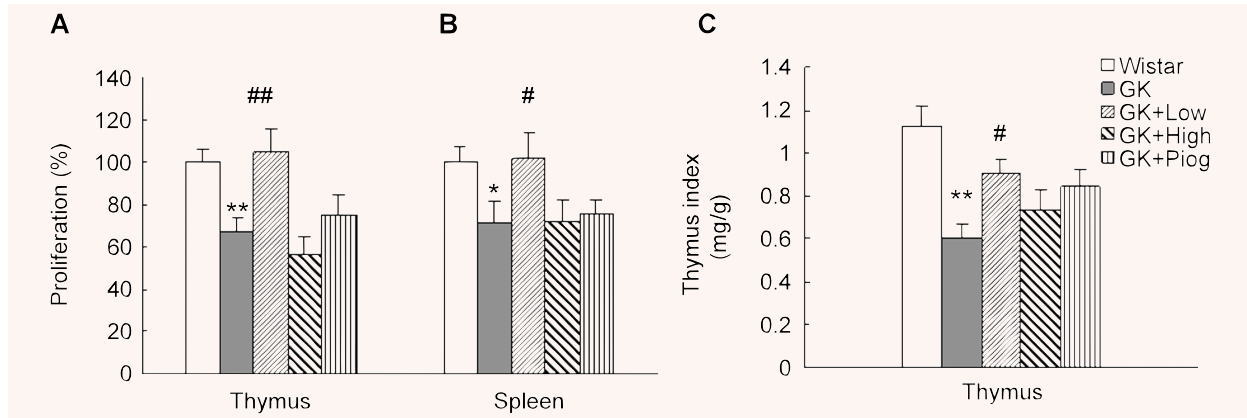 A
B
C
Proliferation (%)
140
120
100
80
60
40
20
0
##
**
Thymus
#
*
Spleen
Thymus index
(mg/g)
1.4
1.2
1
0.8
0.6
0.4
0.2
0
**
#
Thymus
Wistar
GK
GK+Low
GK+High
GK+Piog